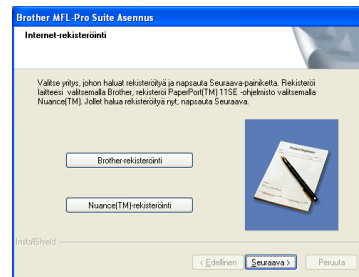 Brother MFL-Pro Suite Asennus
Internet-rekisteröinti
Valitse yritys, johon haluat rekisteröityä ja napsauta Seuraava-painiketta. Rekisteröi
laitteesi valitsemalla Brother, rekisteröi PaperPort(TM) 11SE -ohjelmisto valitsemalla
Nuance(TM). Jollet halua rekisteröityä nyt, napsauta Seuraava.
Brother-rekisteröinti
Nuance(TM)-rekisteröinti
InstallShield
< Edellinen
Seuraava >
Peruuta